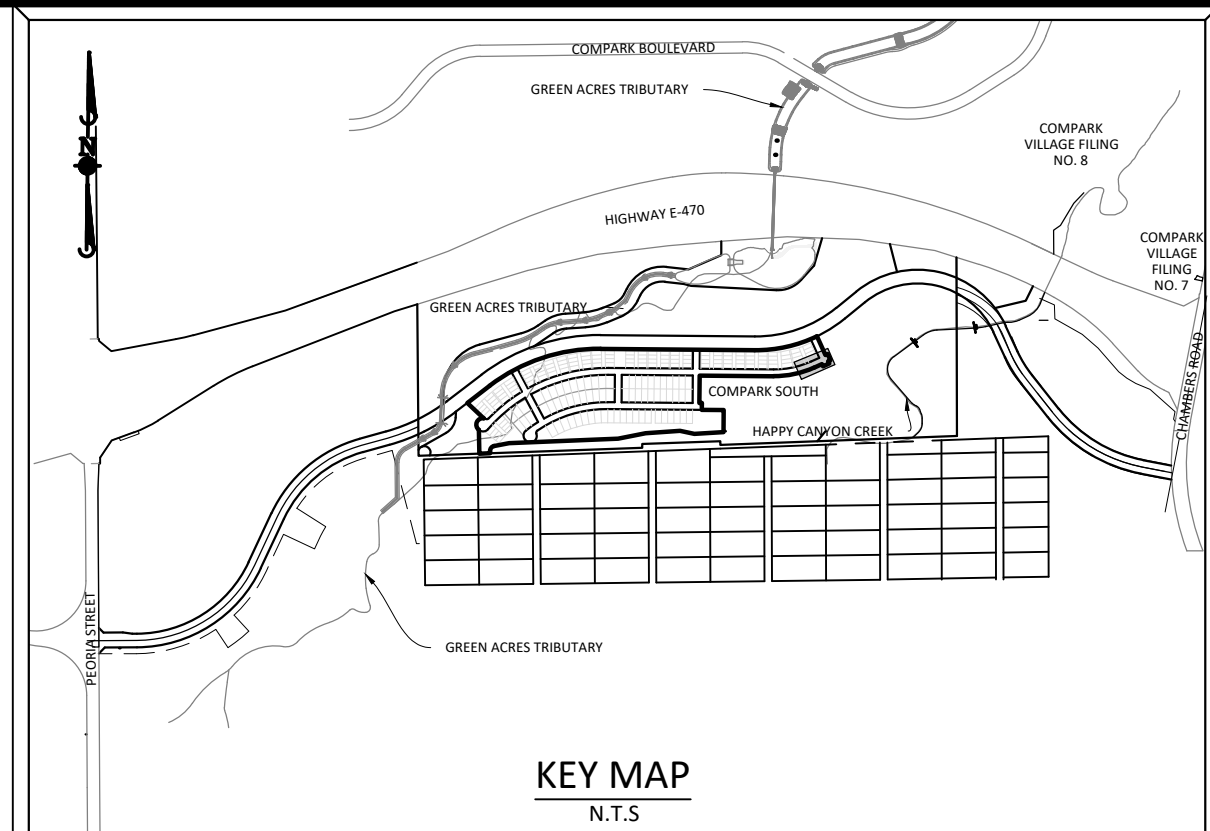 COMPARK BOULEVARD
GREEN ACRES TRIBUTARY
COMPARK
VILLAGE FILING
NO. 8
N
HIGHWAY E-470
COMPARK
VILLAGE
FILING
NO. 7
GREEN ACRES TRIBUTARY
CHAMBERS ROAD
COMPARK SOUTH
HAPPY CANYON CREEK
PEORIA STREET
GREEN ACRES TRIBUTARY
KEY MAP
N.T.S